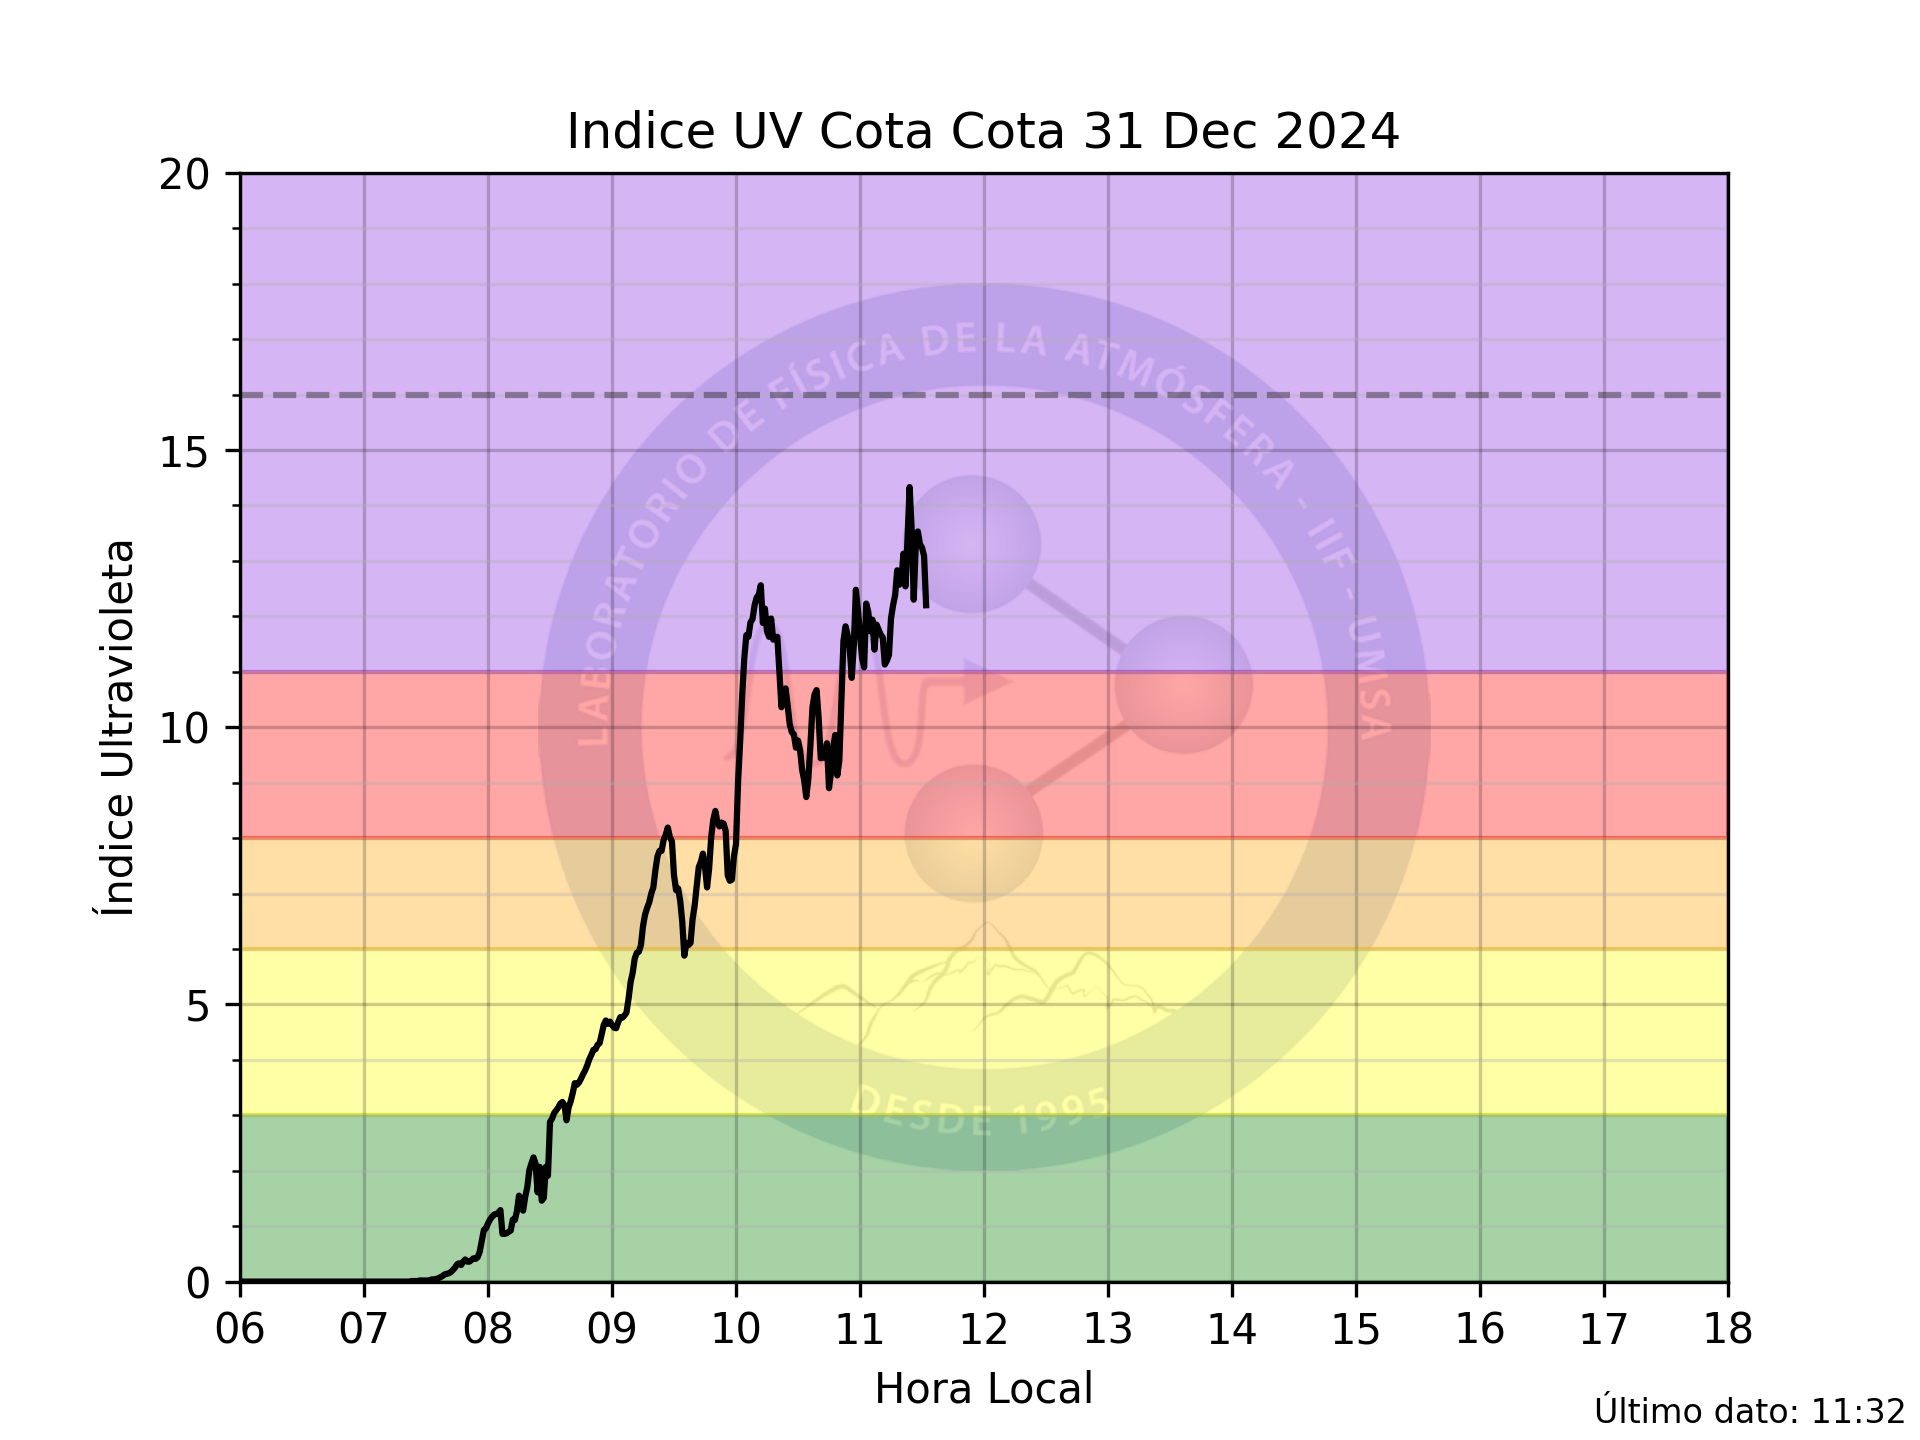 Indice UV Cota Cota 31 Dec 2024
20
15
10
5
0
Índice Ultravioleta
LABORATORIO DE FÍSICA DE LA ATMÓSFERA - IIF - UMSA
DESDE 1995
06 07 08 09 10 11 12 13 14 15 16 17 18
Hora Local
Último dato: 11:32